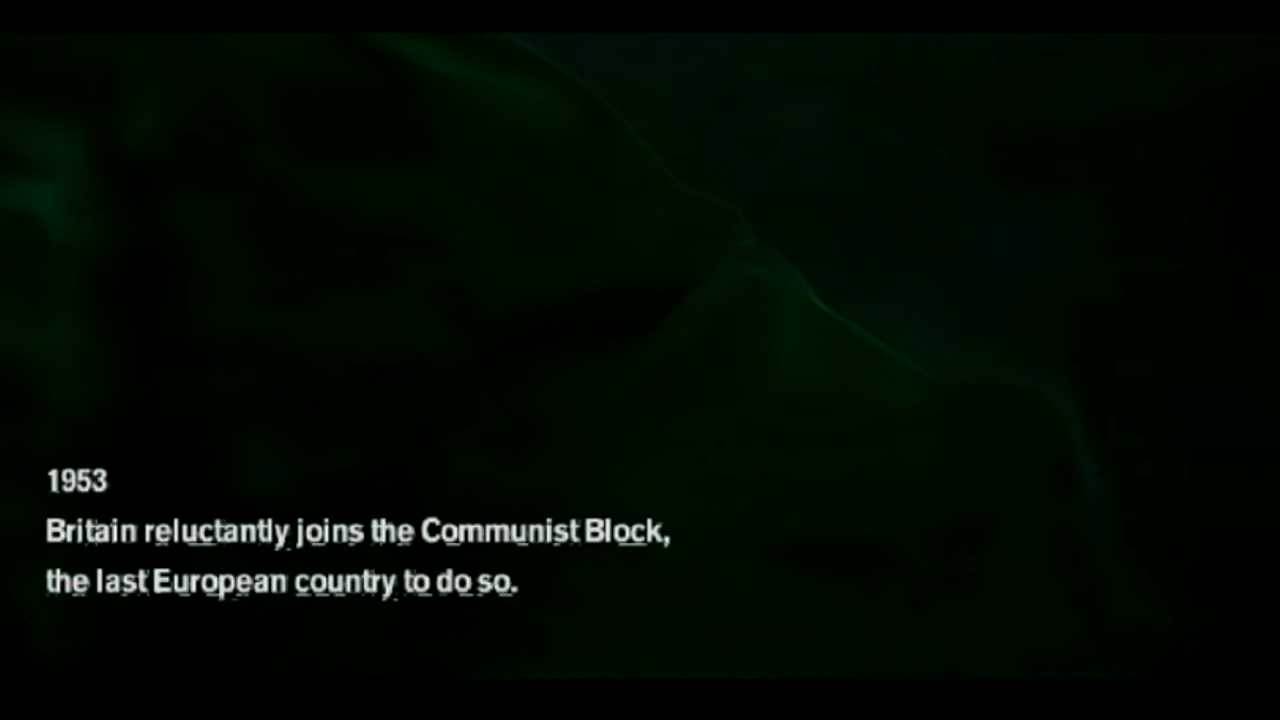 1953
Britain reluctantly joins the Communist Block,
the last European country to do so.